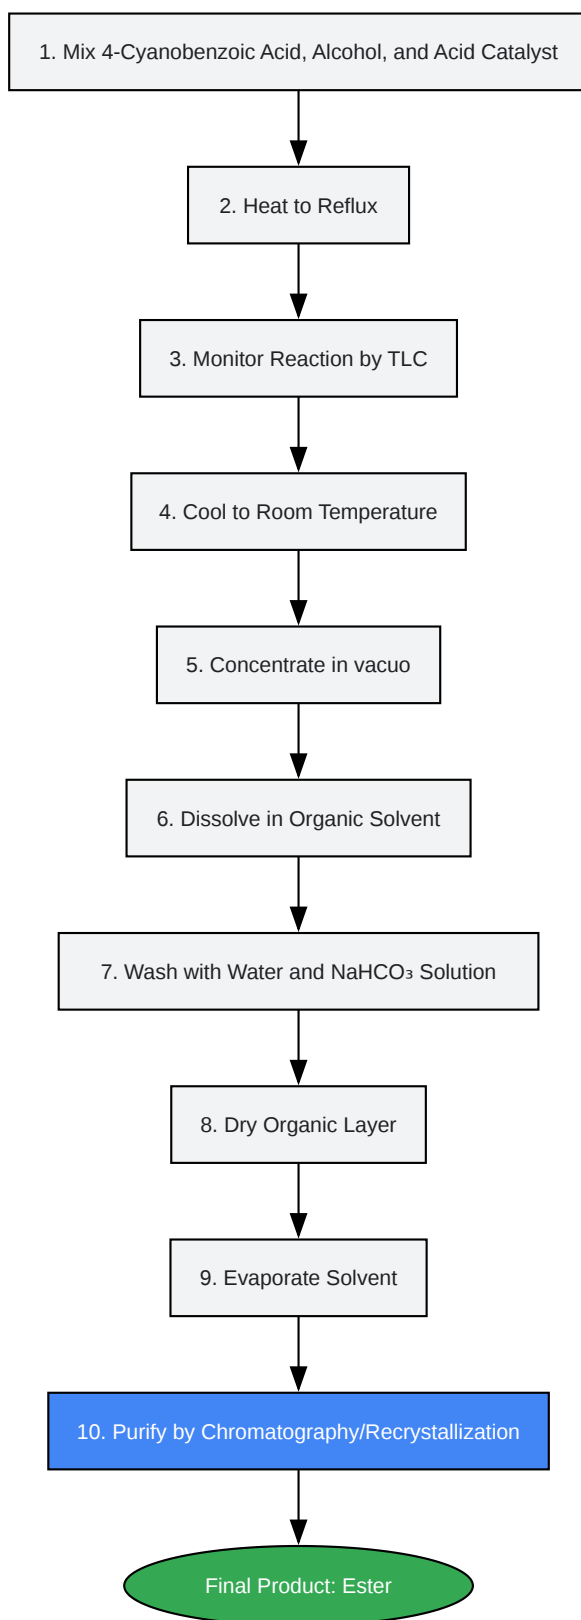 1. Mix 4-Cyanobenzoic Acid, Alcohol, and Acid Catalyst
2. Heat to Reflux
3. Monitor Reaction by TLC
4. Cool to Room Temperature
5. Concentrate in vacuo
6. Dissolve in Organic Solvent
7. Wash with Water and NaHCO₃ Solution
8. Dry Organic Layer
9. Evaporate Solvent
10. Purify by Chromatography/Recrystallization
Final Product: Ester